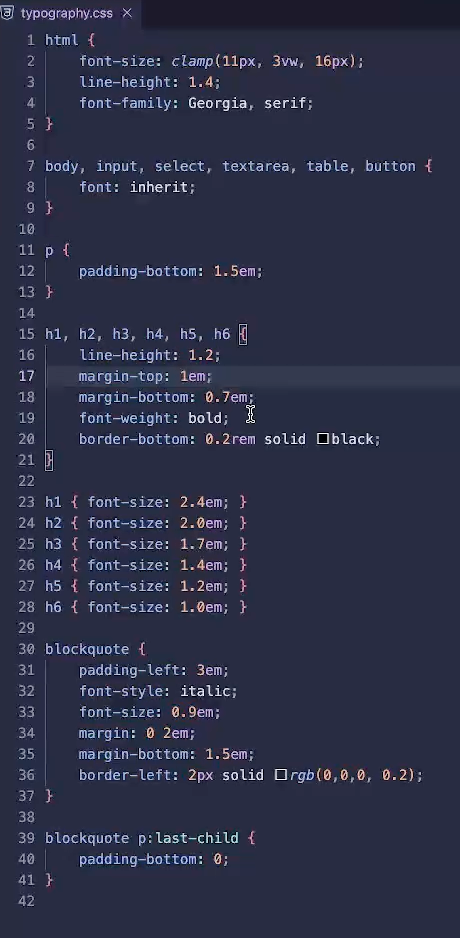 typography.css ×
1 html {
2 font-size: clamp(11px, 3vw, 16px);
3 line-height: 1.4;
4 font-family: Georgia, serif;
5 }
6
7 body, input, select, textarea, table, button {
8 font: inherit;
9 }
10
11 p {
12 padding-bottom: 1.5em;
13 }
14
15 h1, h2, h3, h4, h5, h6 {
16 line-height: 1.2;
17 margin-top: 1em;
18 margin-bottom: 0.7em;
19 font-weight: bold;
20 border-bottom: 0.2rem solid black;
21 }
22
23 h1 { font-size: 2.4em; }
24 h2 { font-size: 2.0em; }
25 h3 { font-size: 1.7em; }
26 h4 { font-size: 1.4em; }
27 h5 { font-size: 1.2em; }
28 h6 { font-size: 1.0em; }
29
30 blockquote {
31 padding-left: 3em;
32 font-style: italic;
33 font-size: 0.9em;
34 margin: 0 2em;
35 margin-bottom: 1.5em;
36 border-left: 2px solid rgb(0,0,0, 0.2);
37 }
38
39 blockquote p:last-child {
40 padding-bottom: 0;
41 }
42